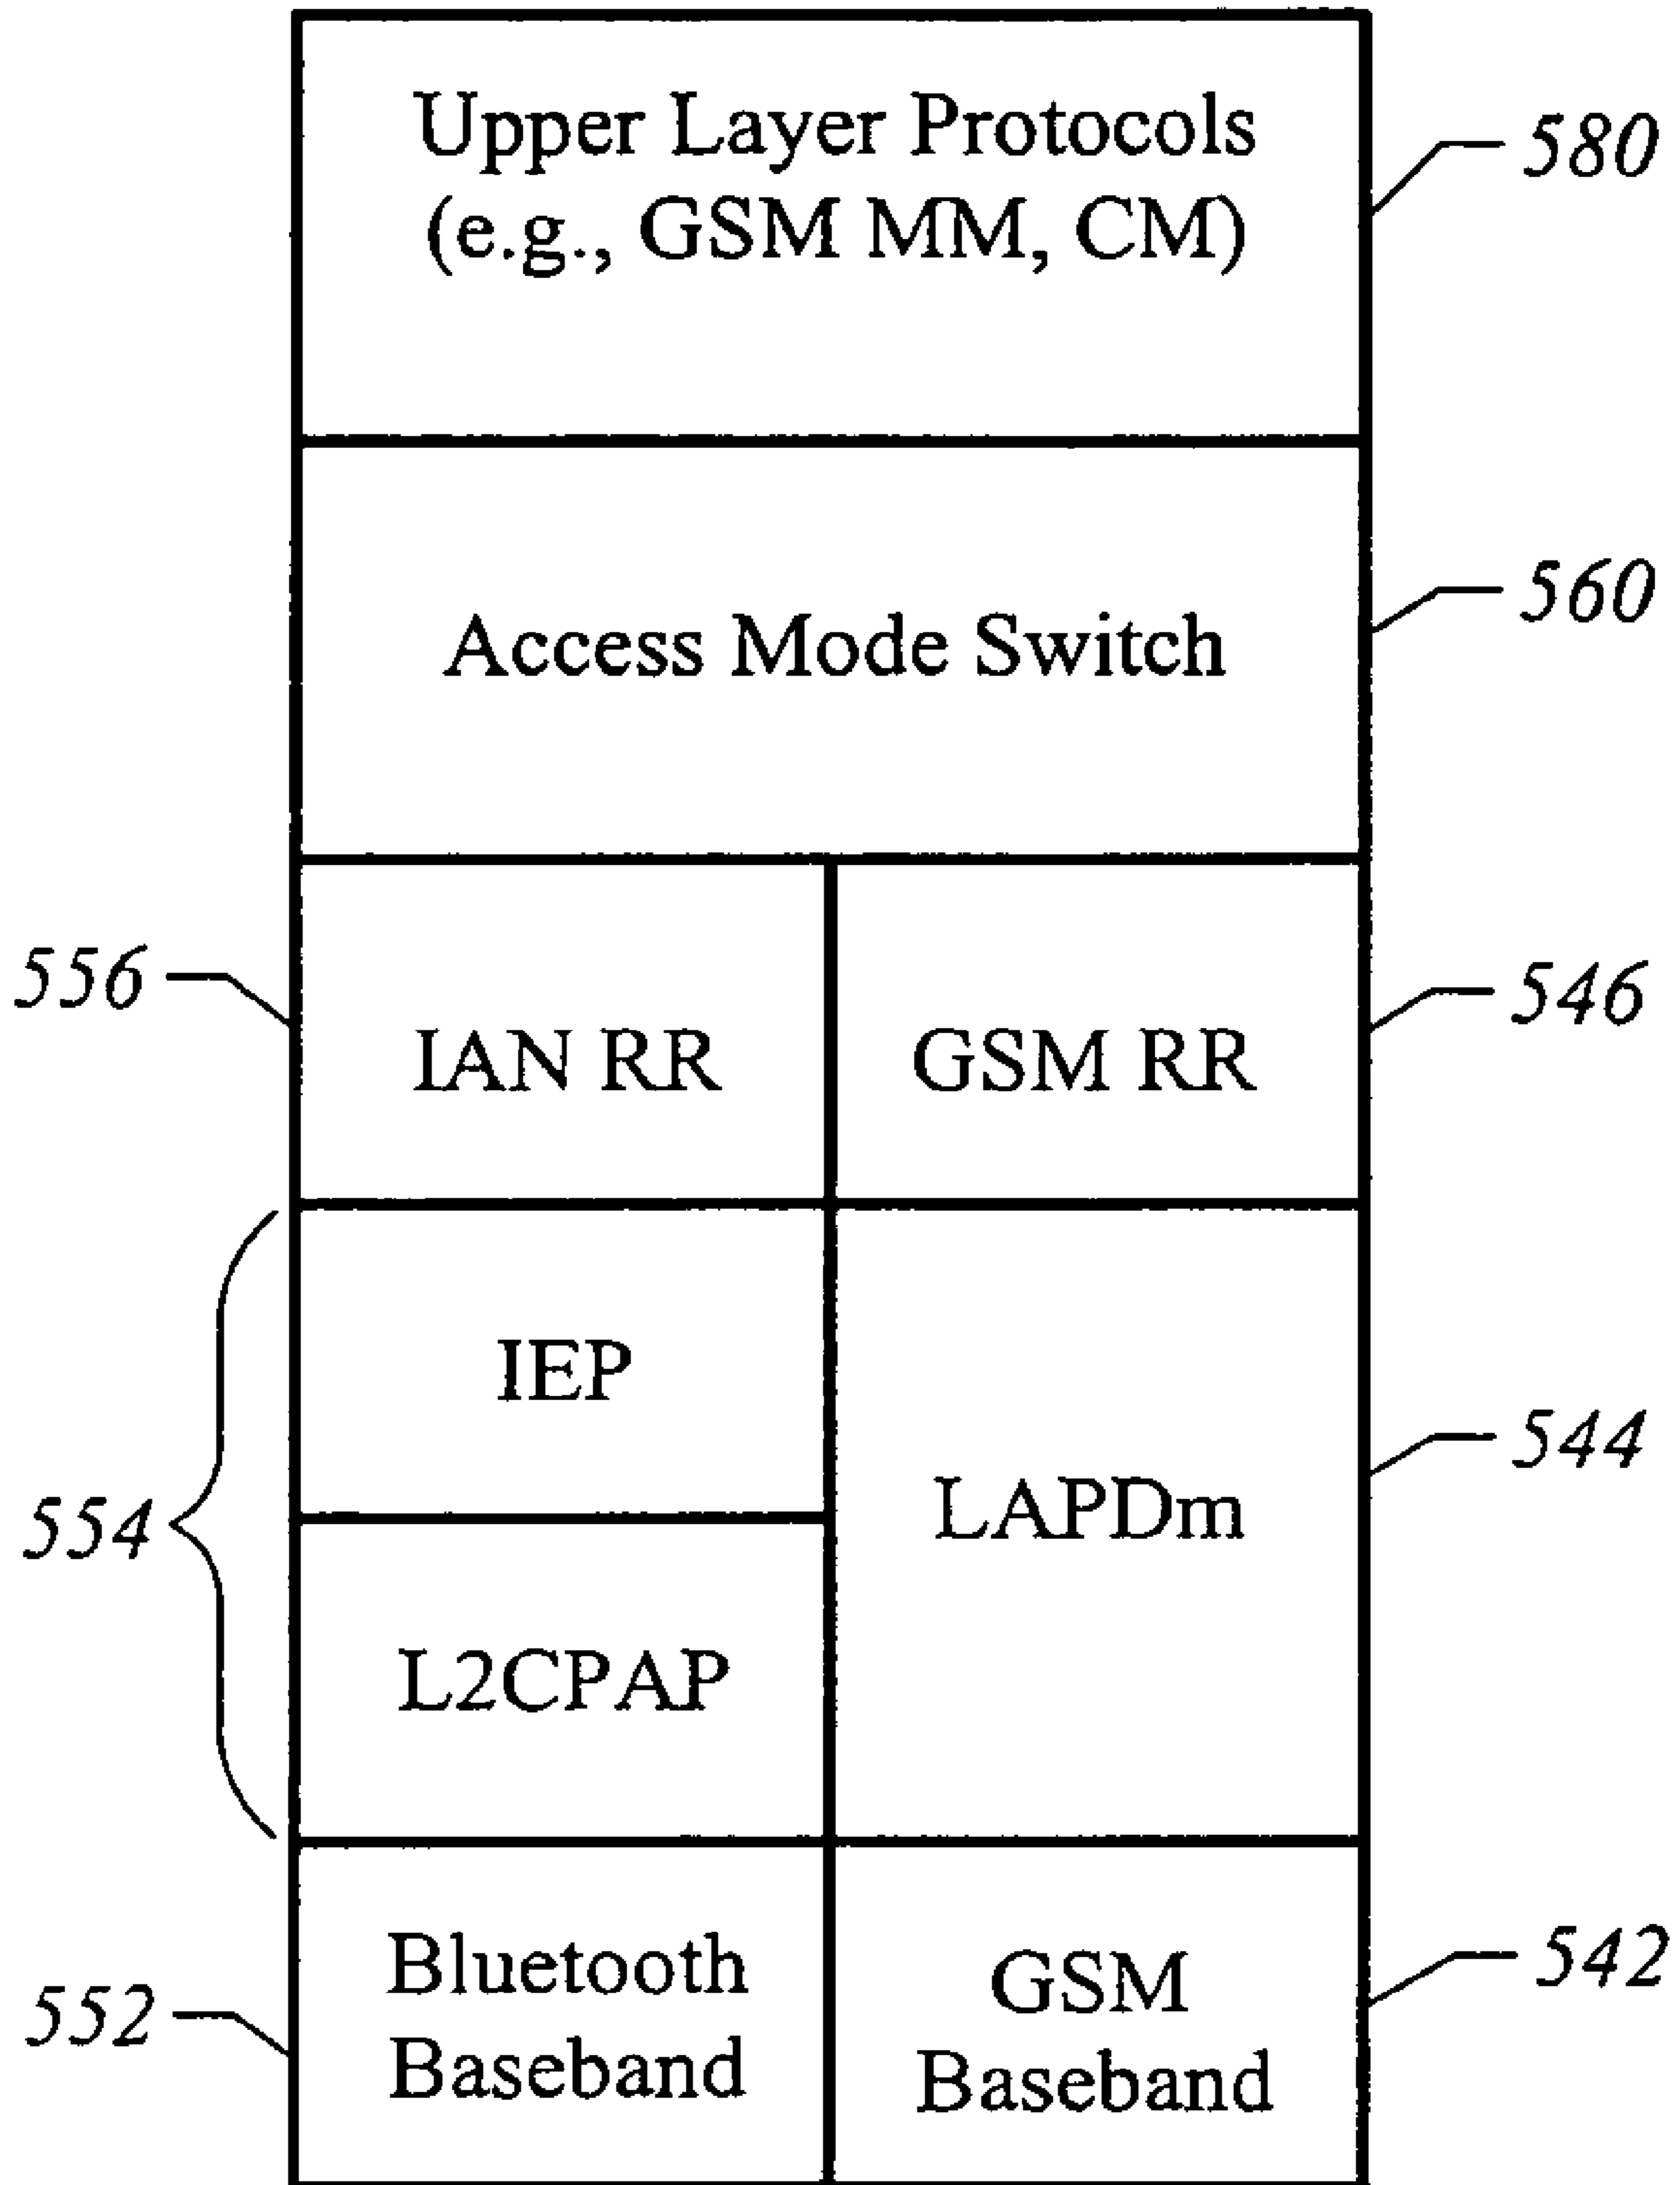 Upper Layer Protocols
(e.g., GSM MM, CM)
580
Access Mode Switch
560
556
IAN RR
GSM RR
546
IEP
554
LAPDm
544
L2CPAP
Bluetooth
Baseband
552
GSM
Baseband
542